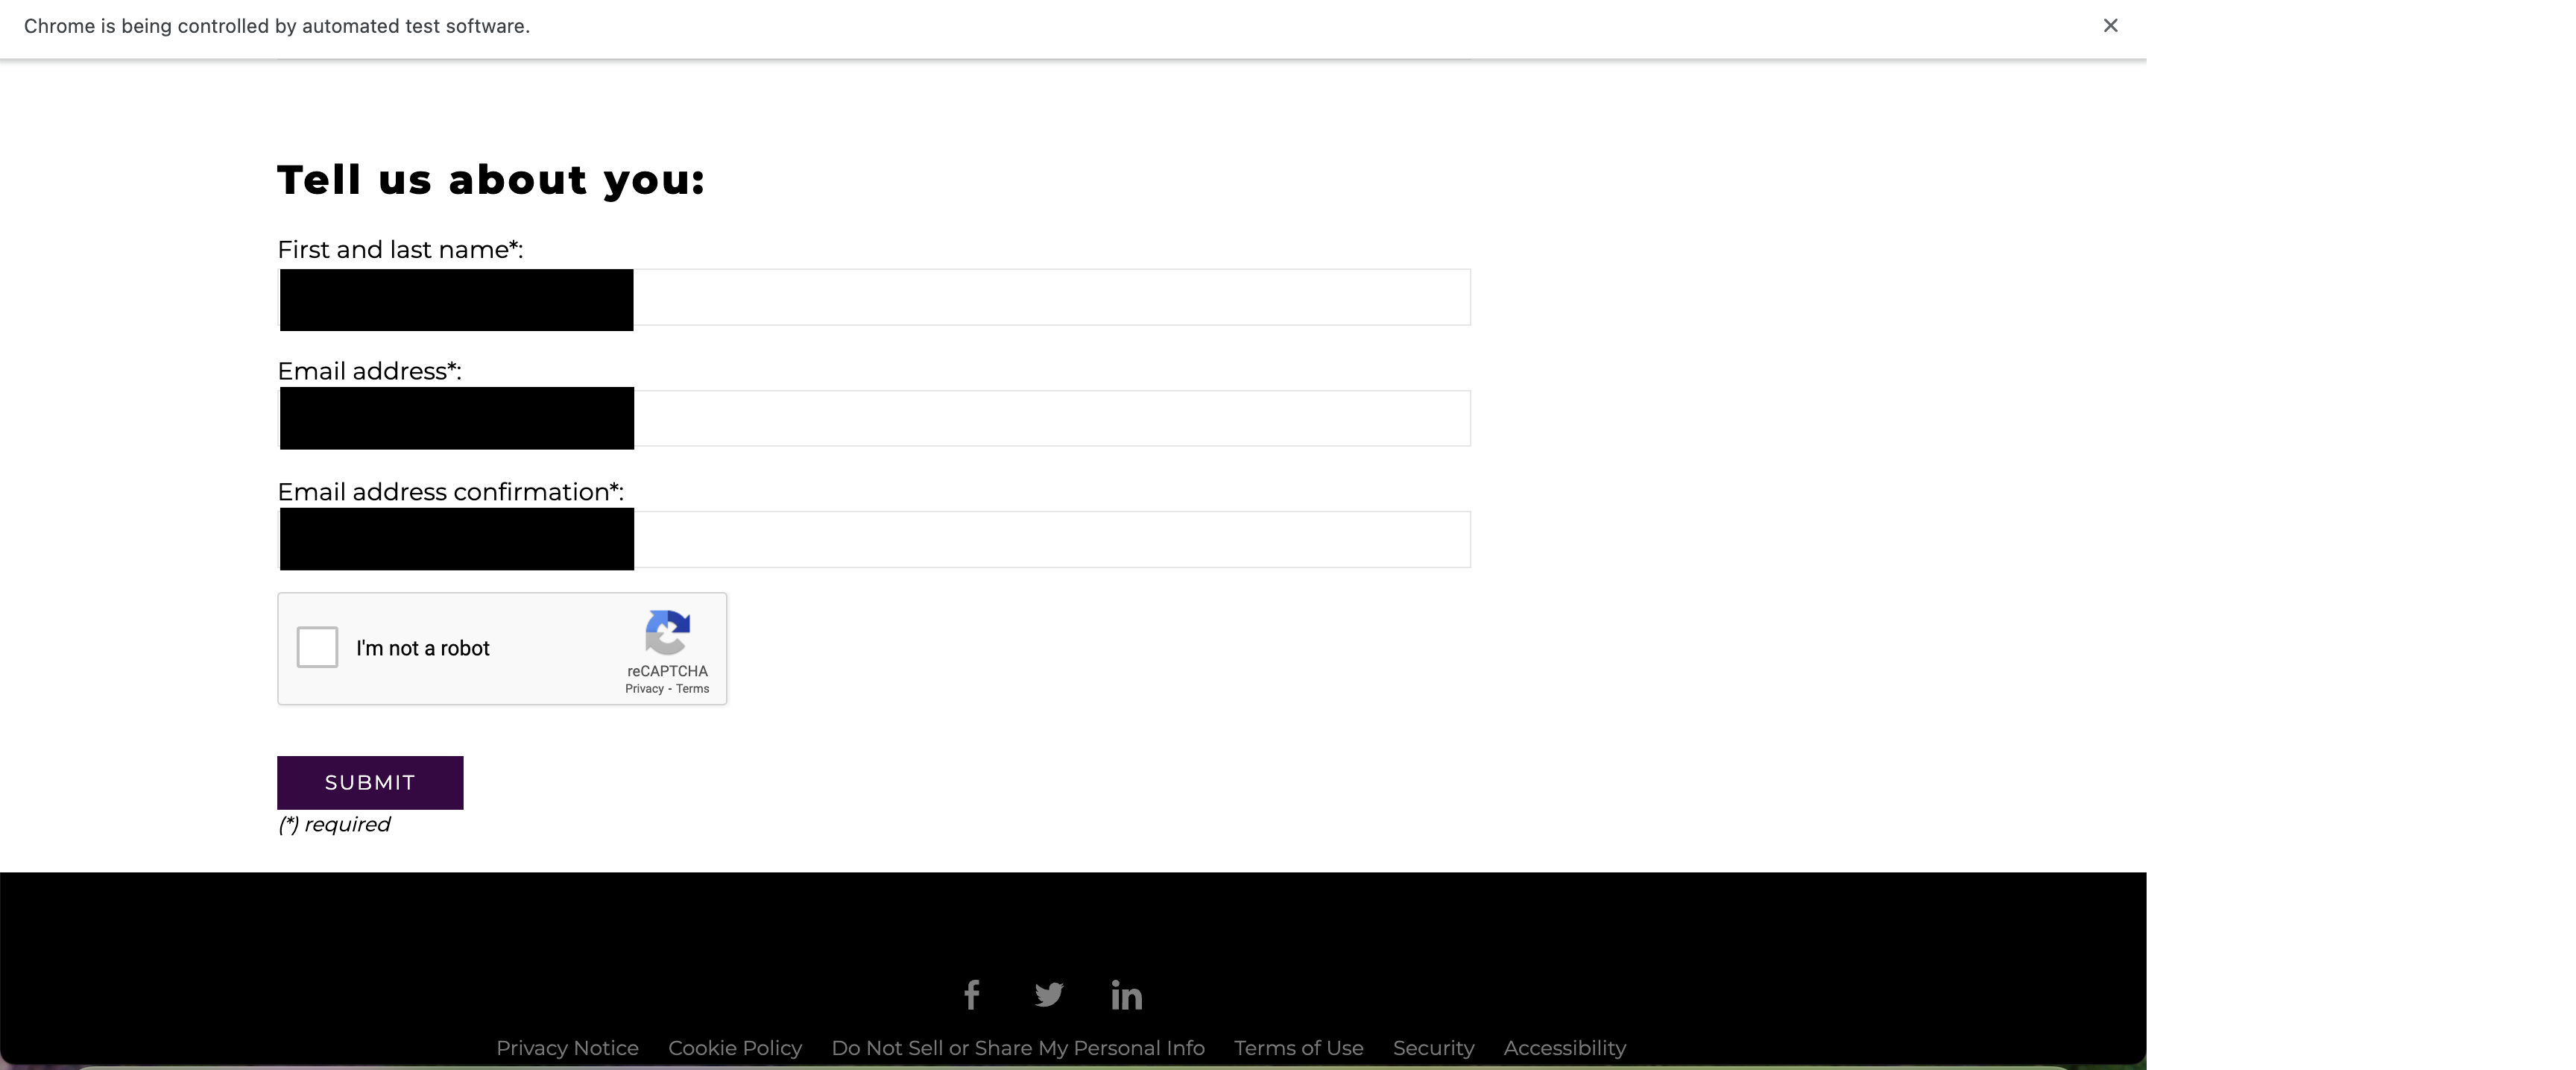 Chrome is being controlled by automated test software.
Tell us about you:
First and last name*:
Email address*:
Email address confirmation*:
I'm not a robot
reCAPTCHA
Privacy - Terms
SUBMIT
(*) required
Privacy Notice Cookie Policy Do Not Sell or Share My Personal Info Terms of Use Security Accessibility